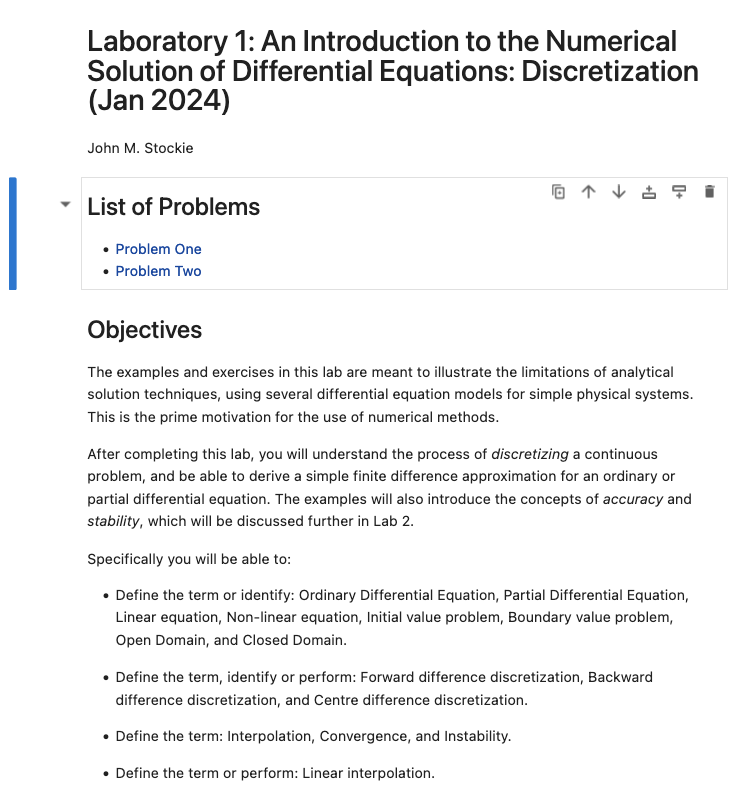 Laboratory 1: An Introduction to the Numerical
Solution of Differential Equations: Discretization
(Jan 2024)
John M. Stockie
List of Problems
• Problem One
• Problem Two
Objectives
The examples and exercises in this lab are meant to illustrate the limitations of analytical
solution techniques, using several differential equation models for simple physical systems.
This is the prime motivation for the use of numerical methods.
After completing this lab, you will understand the process of discretizing a continuous
problem, and be able to derive a simple finite difference approximation for an ordinary or
partial differential equation. The examples will also introduce the concepts of accuracy and
stability, which will be discussed further in Lab 2.
Specifically you will be able to:
• Define the term or identify: Ordinary Differential Equation, Partial Differential Equation,
Linear equation, Non-linear equation, Initial value problem, Boundary value problem,
Open Domain, and Closed Domain.
• Define the term, identify or perform: Forward difference discretization, Backward
difference discretization, and Centre difference discretization.
• Define the term: Interpolation, Convergence, and Instability.
• Define the term or perform: Linear interpolation.